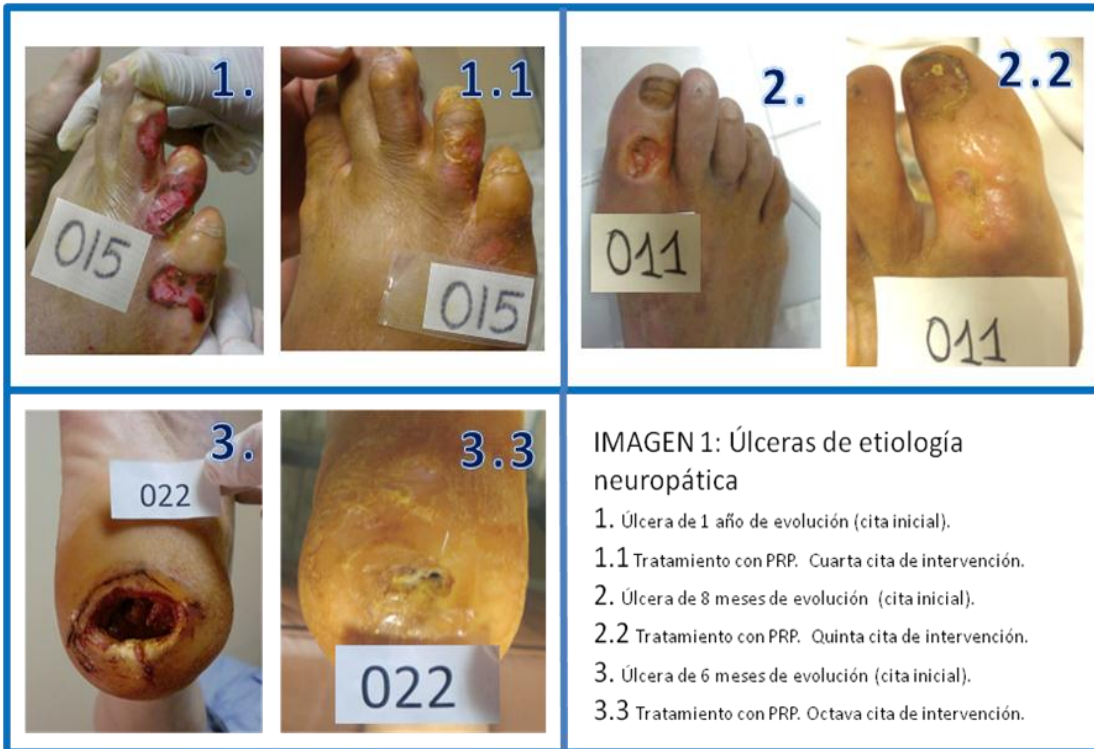 1.
1.1
2.
2.2
015
015
011
011
3.
3.3
022
022
IMAGEN 1: Úlceras de etiología
neuropática
1. Úlcera de 1 año de evolución (cita inicial).
1.1 Tratamiento con PRP. Cuarta cita de intervención.
2. Úlcera de 8 meses de evolución (cita inicial).
2.2 Tratamiento con PRP. Quinta cita de intervención.
3. Úlcera de 6 meses de evolución (cita inicial).
3.3 Tratamiento con PRP. Octava cita de intervención.